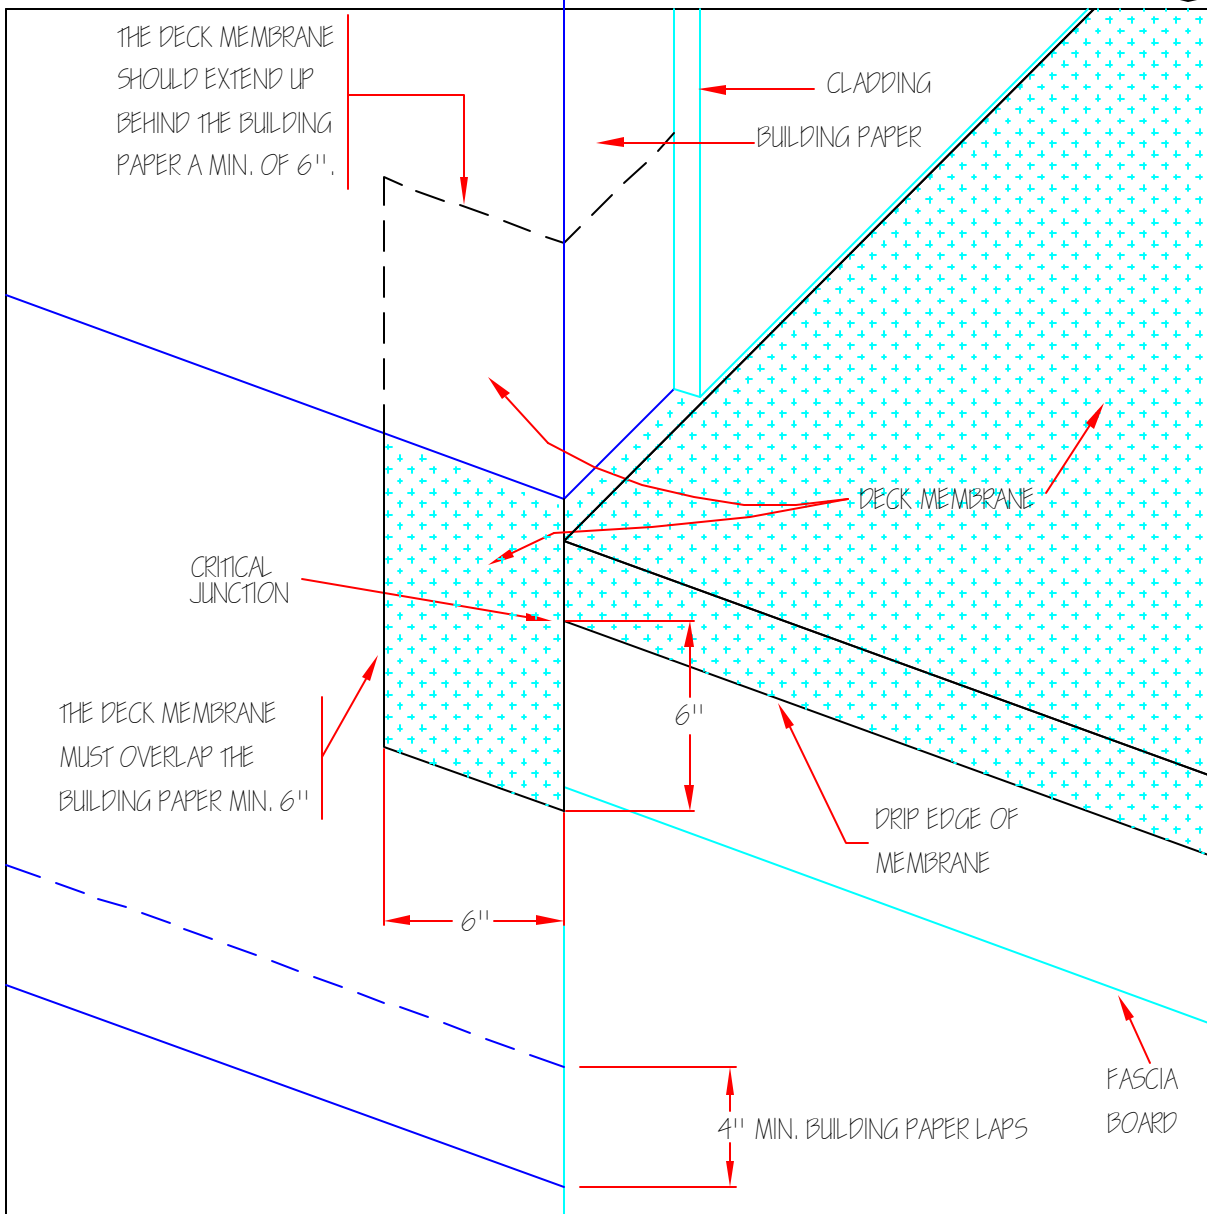 THE DECK MEMBRANE
SHOULD EXTEND UP
BEHIND THE BUILDING
PAPER A MIN. OF 6".
CLADDING
BUILDING PAPER
DECK MEMBRANE
CRITICAL
JUNCTION
THE DECK MEMBRANE
MUST OVERLAP THE
BUILDING PAPER MIN. 6"
6"
DRIP EDGE OF
MEMBRANE
6"
FASCIA
BOARD
4" MIN. BUILDING PAPER LAPS